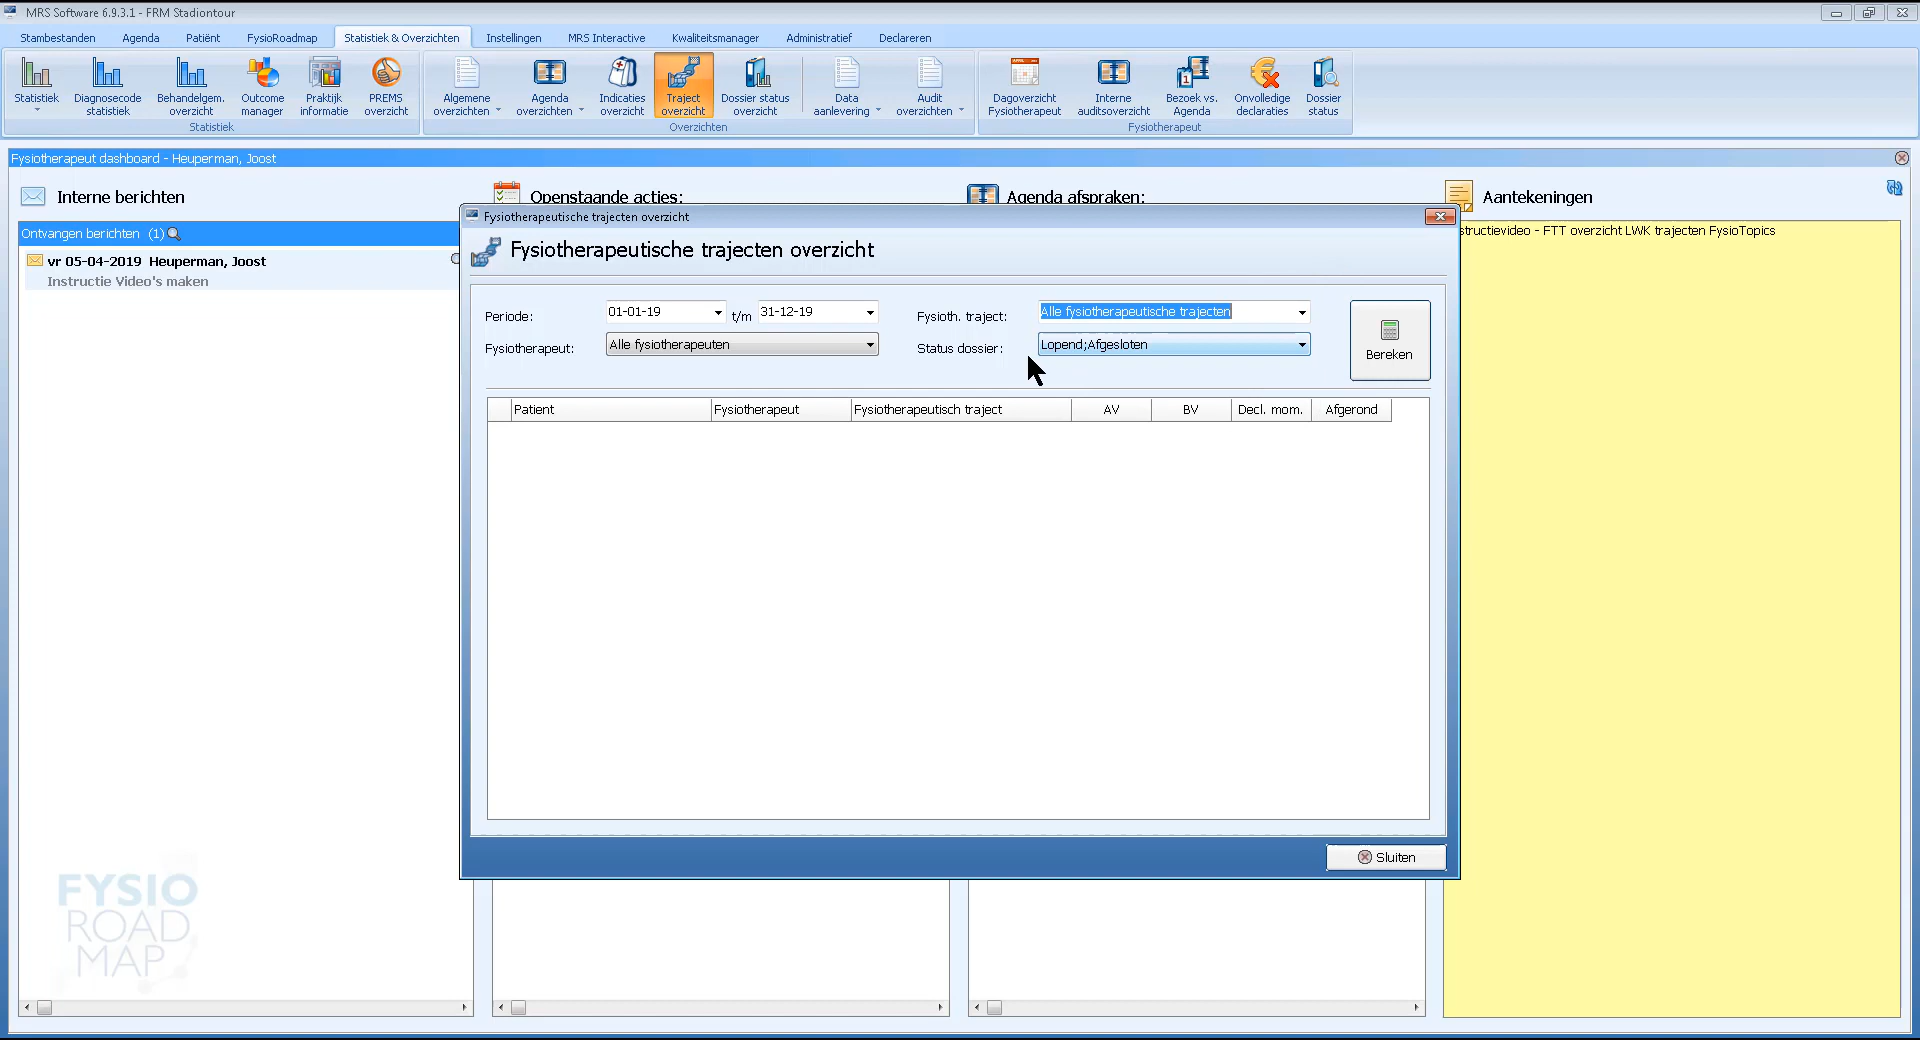 MRS Software 6.9.3.1 - FRM Stadiontour
Stambestanden Agenda Patiënt FysioRoadmap Statistiek & Overzichten Instellingen MRS Interactive Kwaliteitsmanager Administratief Declareren
Statistiek
Diagnosecode statistiek
Behandelgem. overzicht
Outcome manager
Praktijk informatie
PREMS overzicht
Algemene overzichten
Agenda overzichten
Indicaties overzicht
Traject overzicht
Dossier status overzicht
Data aanlevering
Audit overzichten
Dagoverzicht Fysiotherapeut
Interne auditsoverzicht
Bezoek vs. Agenda
Onvolledige declaraties
Dossier status
Statistiek Overzichten Fysiotherapeut
Fysiotherapeut dashboard - Heuperman, Joost
Interne berichten Openstaande acties: Agenda afspraken: Aantekeningen
Ontvangen berichten (1)
vr 05-04-2019 Heuperman, Joost
Instructie Video's maken
structievideo - FTT overzicht LWK trajecten FysioTopics
Fysiotherapeutische trajecten overzicht
Fysiotherapeutische trajecten overzicht
Periode: 01-01-19 t/m 31-12-19 Fysioth. traject: Alle fysiotherapeutische trajecten
Fysiotherapeut: Alle fysiotherapeuten Status dossier: Lopend;Afgesloten
Bereken
Patient Fysiotherapeut Fysiotherapeutisch traject AV BV Decl. mom. Afgerond
Sluiten
FYSIO
ROAD
MAP